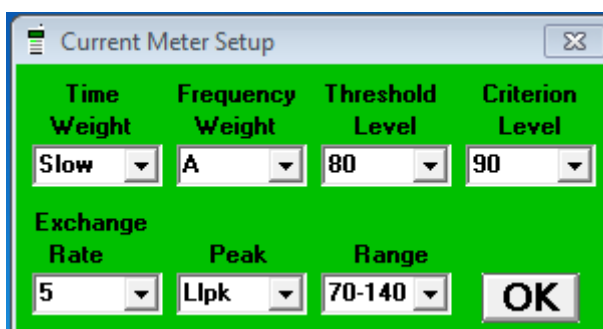 Current Meter Setup
Time Weight Frequency Weight Threshold Level Criterion Level
Slow A 80 90
Exchange Rate Peak Range
5 Llpk 70-140 OK